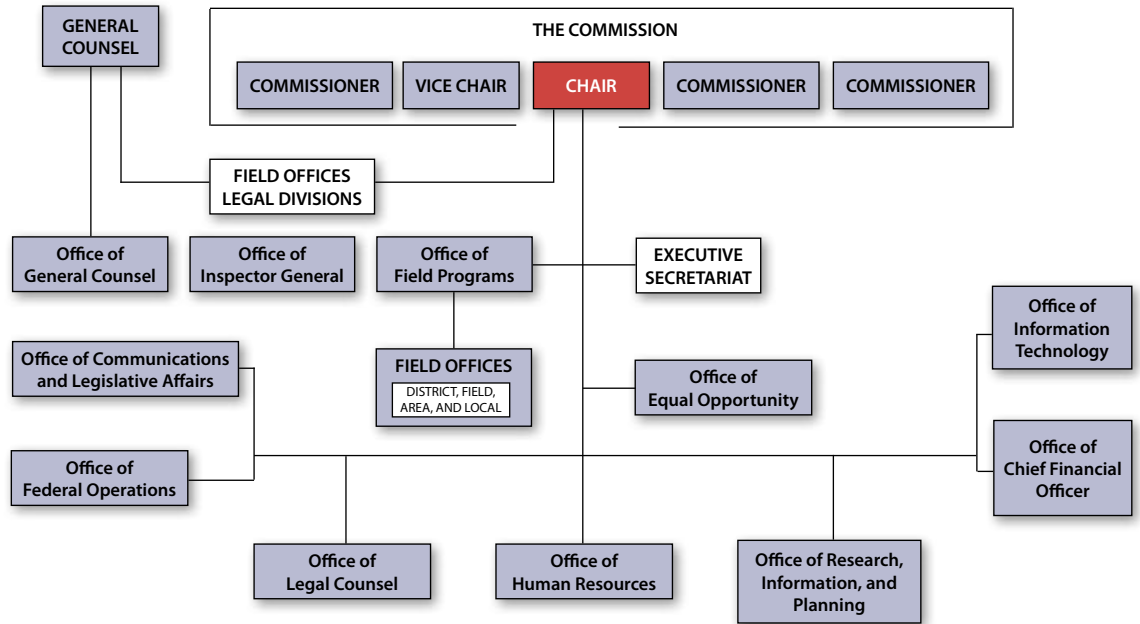 GENERAL
COUNSEL
THE COMMISSION
COMMISSIONER
VICE CHAIR
CHAIR
COMMISSIONER
COMMISSIONER
FIELD OFFICES
LEGAL DIVISIONS
Office of
General Counsel
Office of
Inspector General
Office of
Field Programs
EXECUTIVE
SECRETARIAT
Office of
Information
Technology
Office of Communications
and Legislative Affairs
FIELD OFFICES
DISTRICT, FIELD,
AREA, AND LOCAL
Office of
Equal Opportunity
Office of
Federal Operations
Office of
Chief Financial
Officer
Office of
Legal Counsel
Office of
Human Resources
Office of Research,
Information, and
Planning